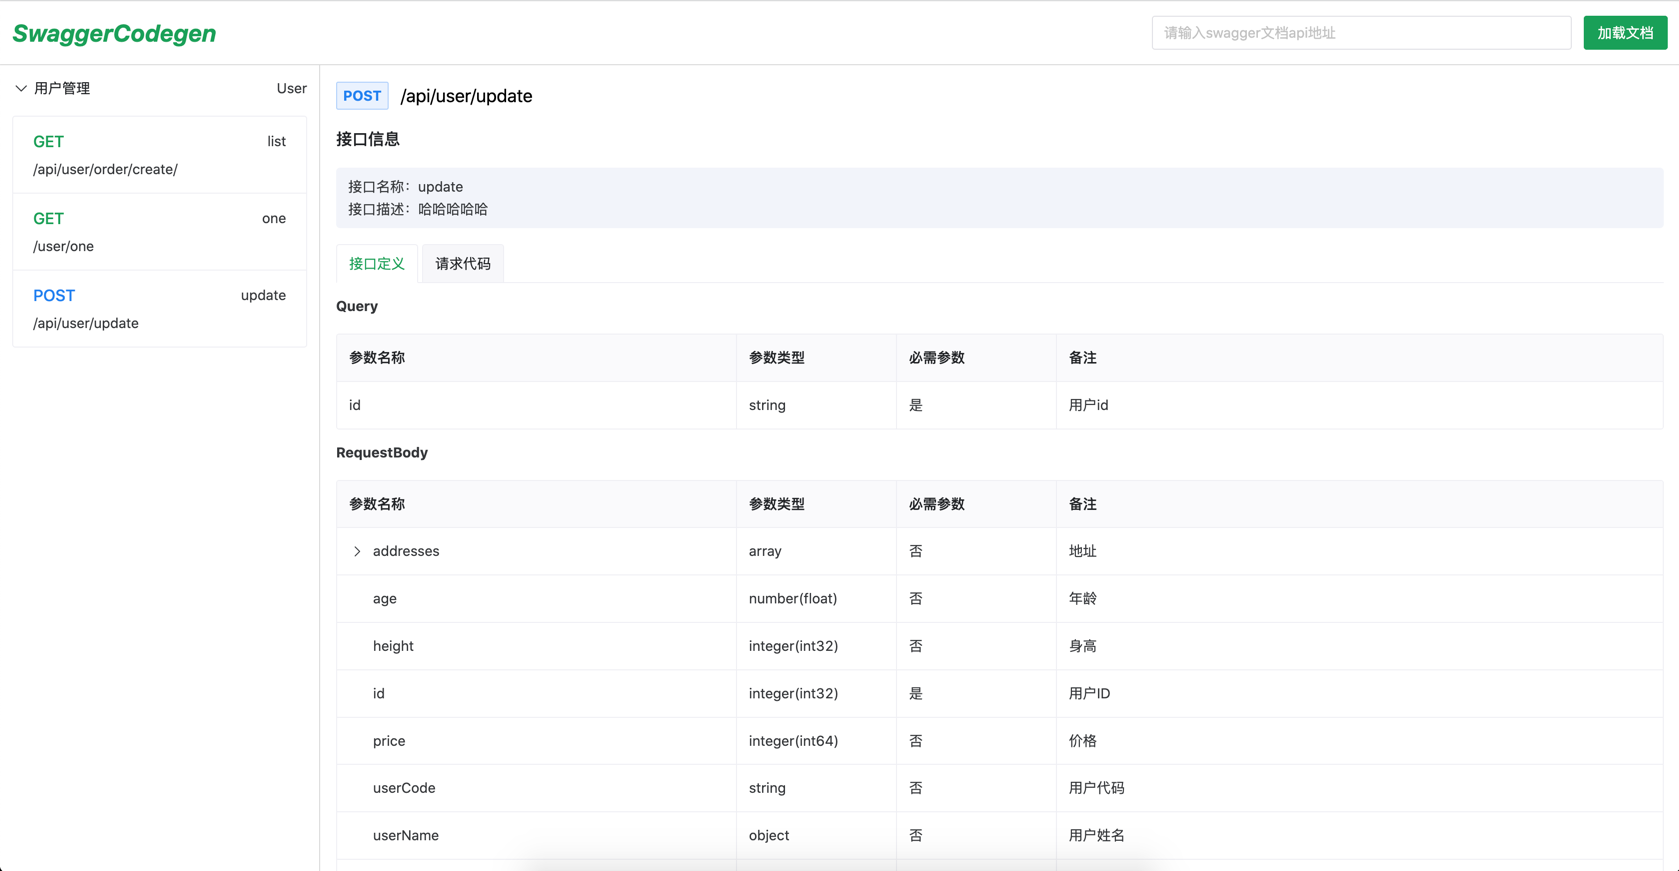 SwaggerCodegen
请输入swagger文档api地址
加载文档
用户管理 User
GET list
/api/user/order/create/
GET one
/user/one
POST update
/api/user/update
POST /api/user/update
接口信息
接口名称：update
接口描述：哈哈哈哈哈
接口定义 请求代码
Query
参数名称 参数类型 必需参数 备注
id string 是 用户id
RequestBody
参数名称 参数类型 必需参数 备注
addresses array 否 地址
age number(float) 否 年龄
height integer(int32) 否 身高
id integer(int32) 是 用户ID
price integer(int64) 否 价格
userCode string 否 用户代码
userName object 否 用户姓名